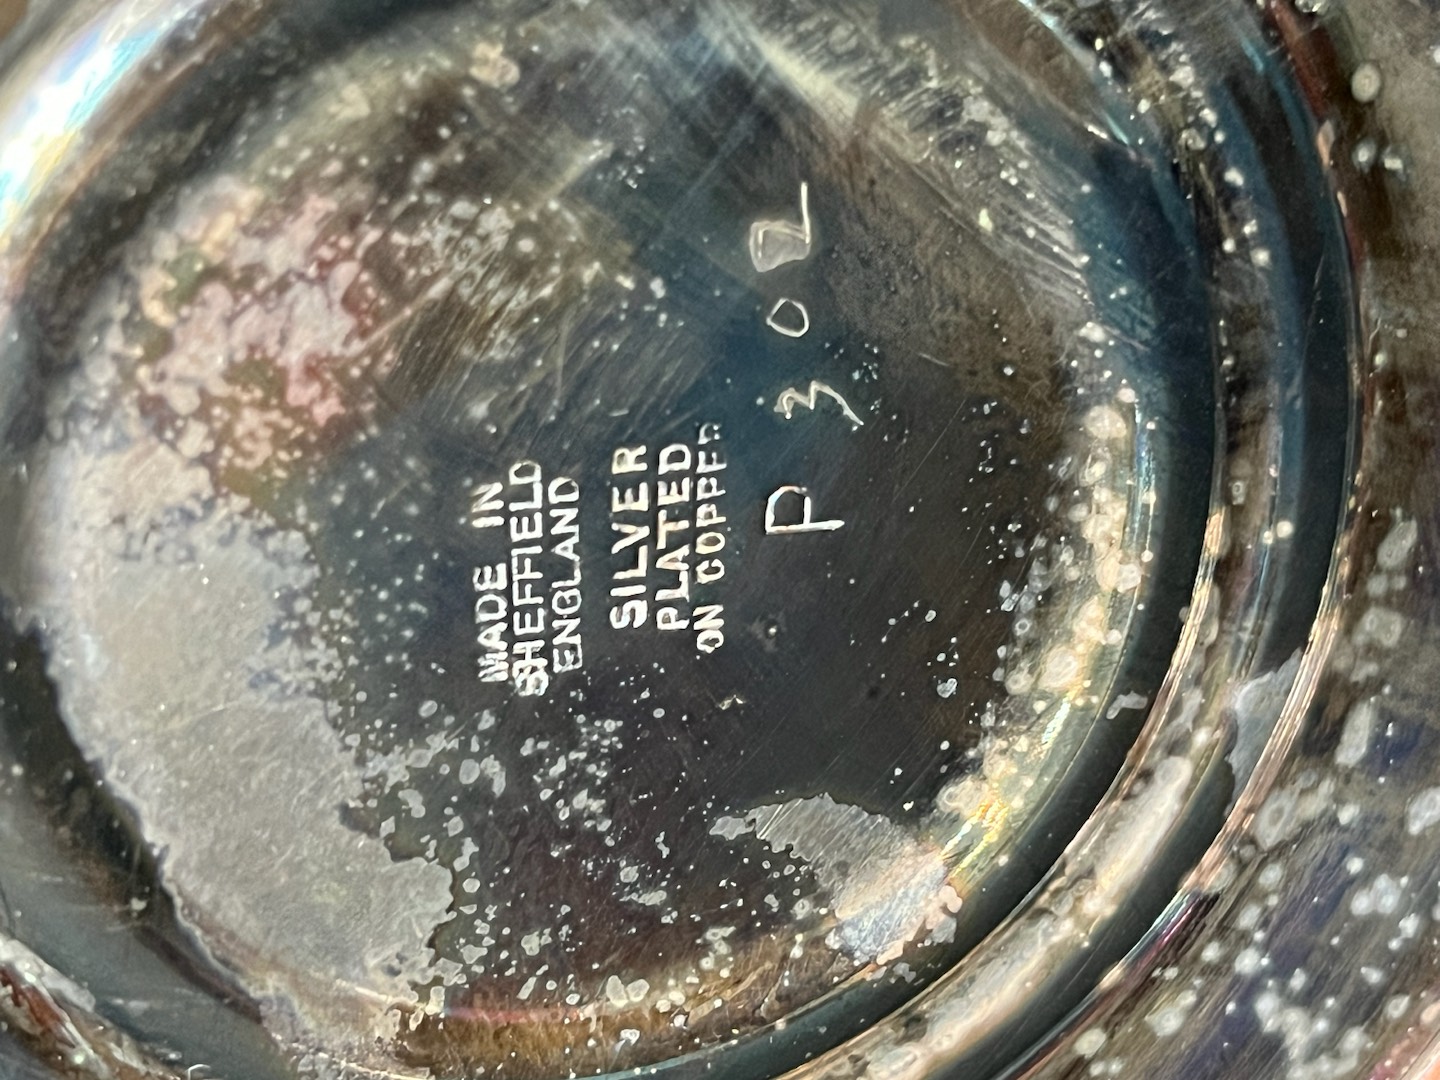 MADE IN
SHEFFIELD
ENGLAND
SILVER
PLATED
ON COPPER
P 302